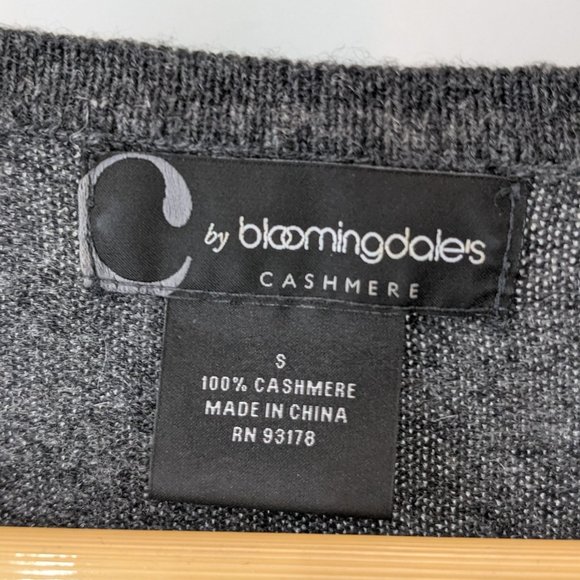 C by bloomingdale's
CASHMERE
S
100% CASHMERE
MADE IN CHINA
RN 93178